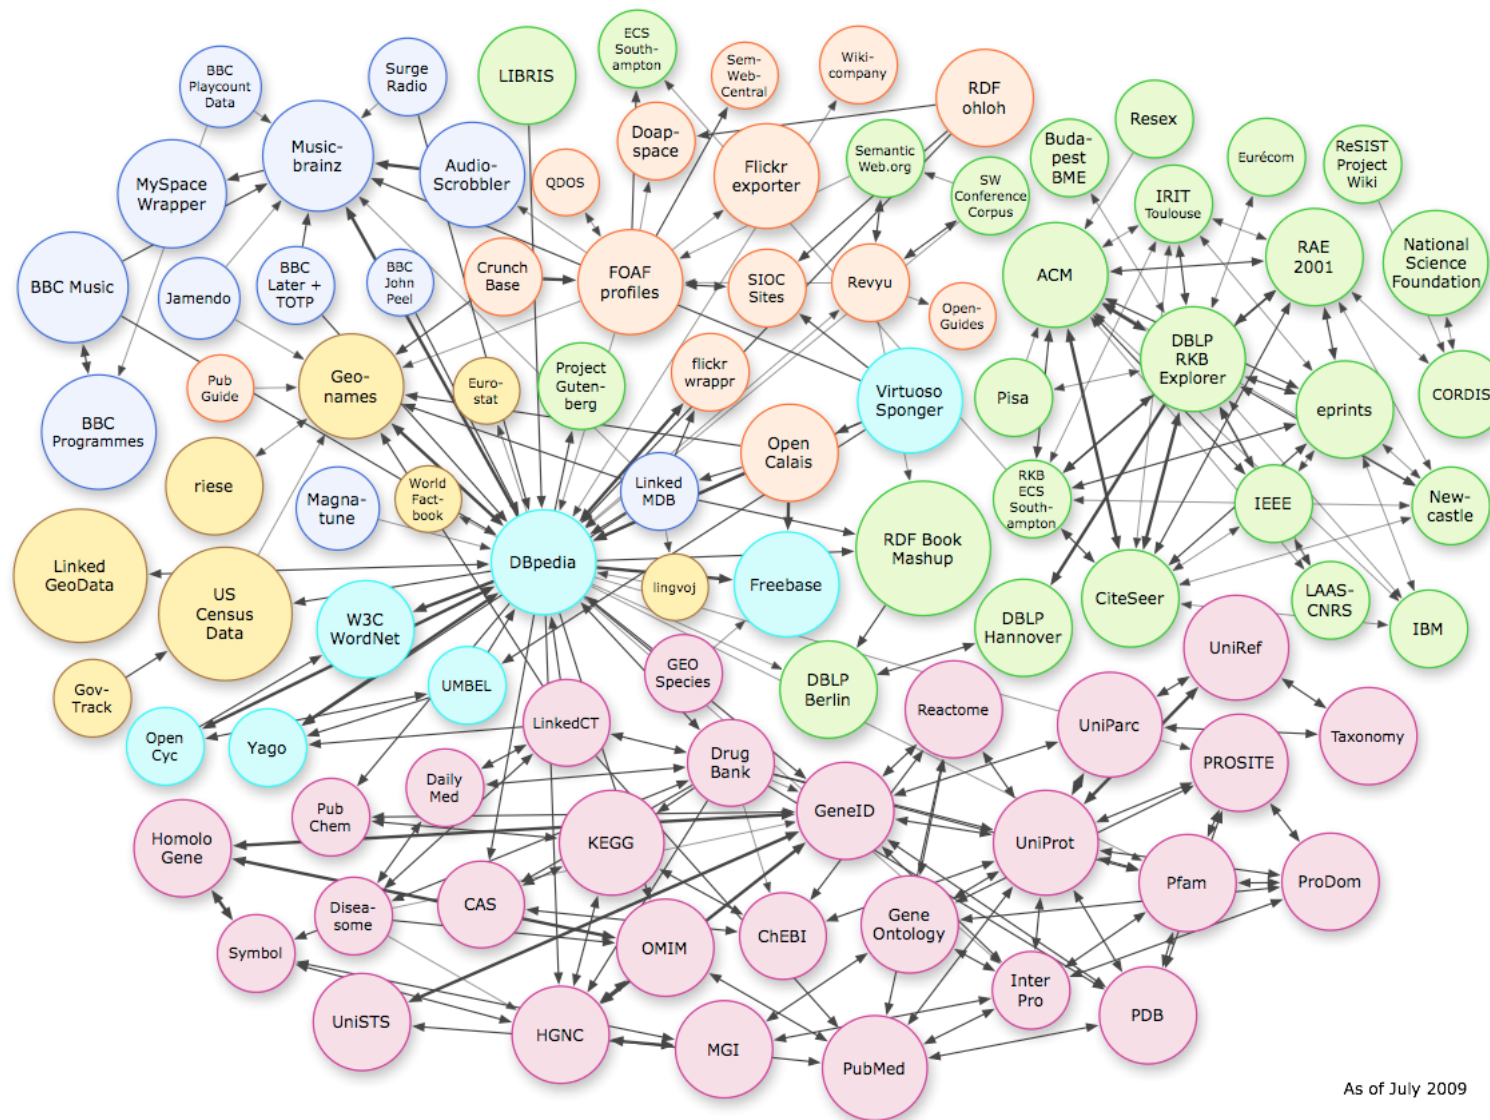 BBC
Playcount
Data
Surge
Radio
LIBRIS
ECS
South-
ampton
Sem-
Web-
Central
Wiki-
company
RDF
ohloh
Music-
brainz
Doap-
space
Flickr
exporter
Semantic
Web.org
Buda-
pest
BME
Resex
Eurécom
ReSIST
Project
Wiki
MySpace
Wrapper
Audio-
Scrobbler
QDOS
SW
Conference
Corpus
IRIT
Toulouse
BBC Music
Jamendo
BBC
Later +
TOTP
BBC
John
Peel
Crunch
Base
FOAF
profiles
SIOC
Sites
Revyu
Open-
Guides
ACM
RAE
2001
National
Science
Foundation
Pub
Guide
Geo-
names
Euro-
stat
Project
Guten-
berg
flickr
wrappr
Virtuoso
Sponger
Pisa
DBLP
RKB
Explorer
eprints
CORDIS
BBC
Programmes
riese
Magna-
tune
World
Fact-
book
Linked
MDB
Open
Calais
RKB
ECS
South-
ampton
IEEE
New-
castle
Linked
GeoData
US
Census
Data
W3C
WordNet
DBpedia
lingvoj
Freebase
RDF Book
Mashup
DBLP
Hannover
CiteSeer
LAAS-
CNRS
IBM
Gov-
Track
Open
Cyc
Yago
UMBEL
LinkedCT
GEO
Species
DBLP
Berlin
Reactome
UniParc
UniRef
Taxonomy
Homolo
Gene
Pub
Chem
Daily
Med
KEGG
Drug
Bank
GeneID
UniProt
PROSITE
Pfam
ProDom
Symbol
Disea-
some
CAS
OMIM
ChEBI
Gene
Ontology
Inter
Pro
PDB
UniSTS
HGNC
MGI
PubMed
As of July 2009